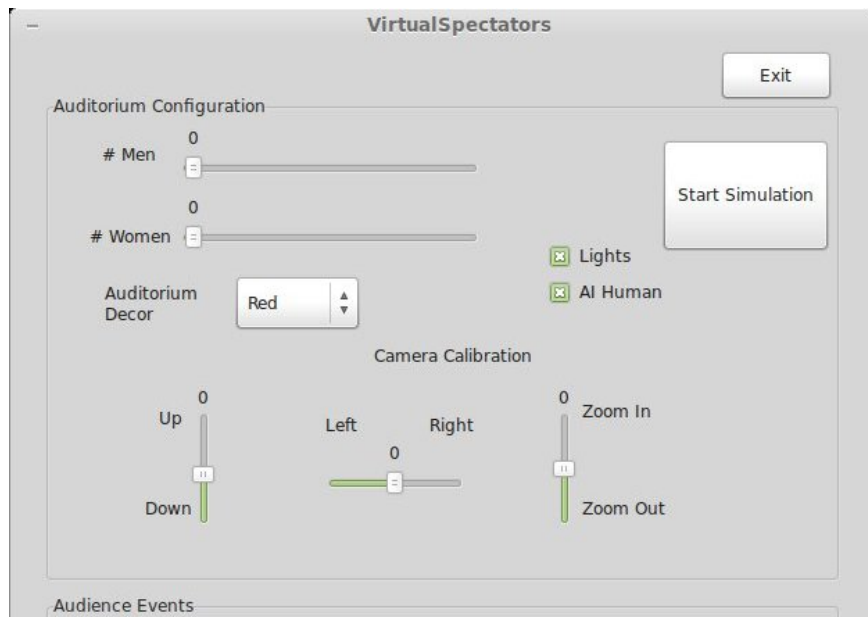 VirtualSpectators
Exit
Auditorium Configuration
0
# Men
Start Simulation
0
# Women
Lights
Auditorium
Decor
Red
AI Human
Camera Calibration
0
Up
Down
Left
Right
0
0
Zoom In
Zoom Out
Audience Events